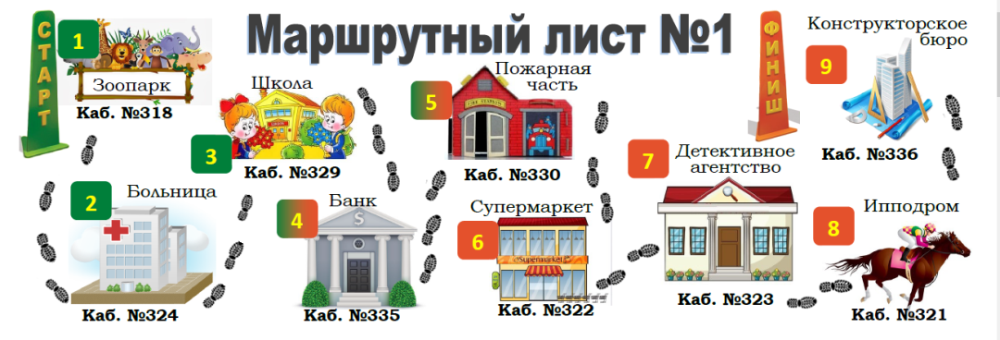 СТАРТ
Маршрутный лист №1
ФИНИШ
1
Зоопарк
Каб. №318
2
Больница
Каб. №324
3
Школа
Каб. №329
4
Банк
S
Каб. №335
5
Пожарная
часть
Каб. №330
6
Супермаркет
Supermarket
Каб. №322
7
Детективное
агентство
Каб. №323
8
Ипподром
Каб. №321
9
Конструкторское
бюро
Каб. №336